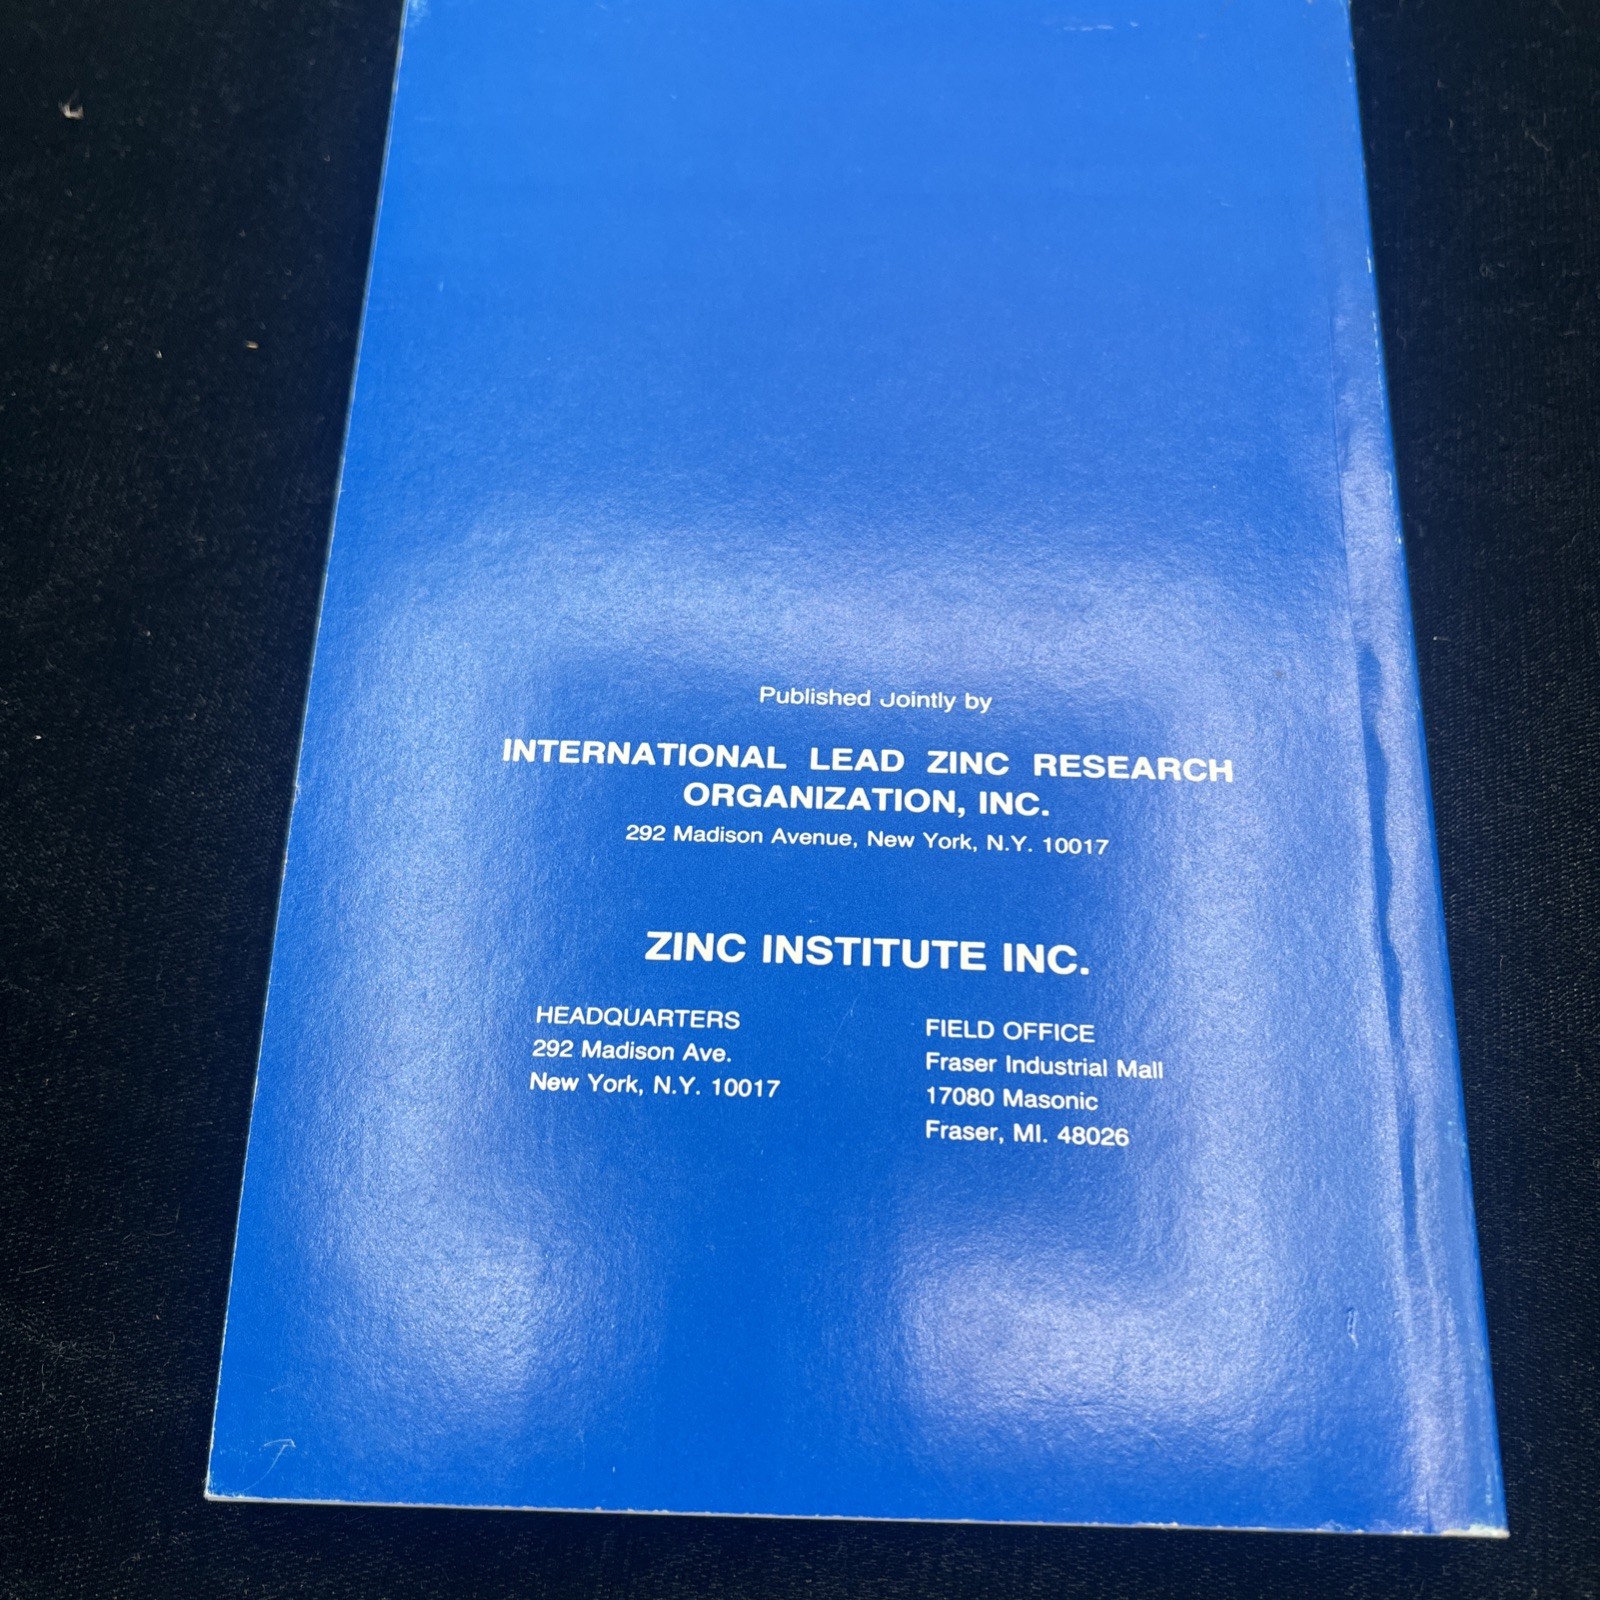 Published Jointly by
INTERNATIONAL LEAD ZINC RESEARCH
ORGANIZATION, INC.
292 Madison Avenue, New York, N.Y. 10017
ZINC INSTITUTE INC.
HEADQUARTERS
292 Madison Ave.
New York, N.Y. 10017
FIELD OFFICE
Fraser Industrial Mall
17080 Masonic
Fraser, MI. 48026